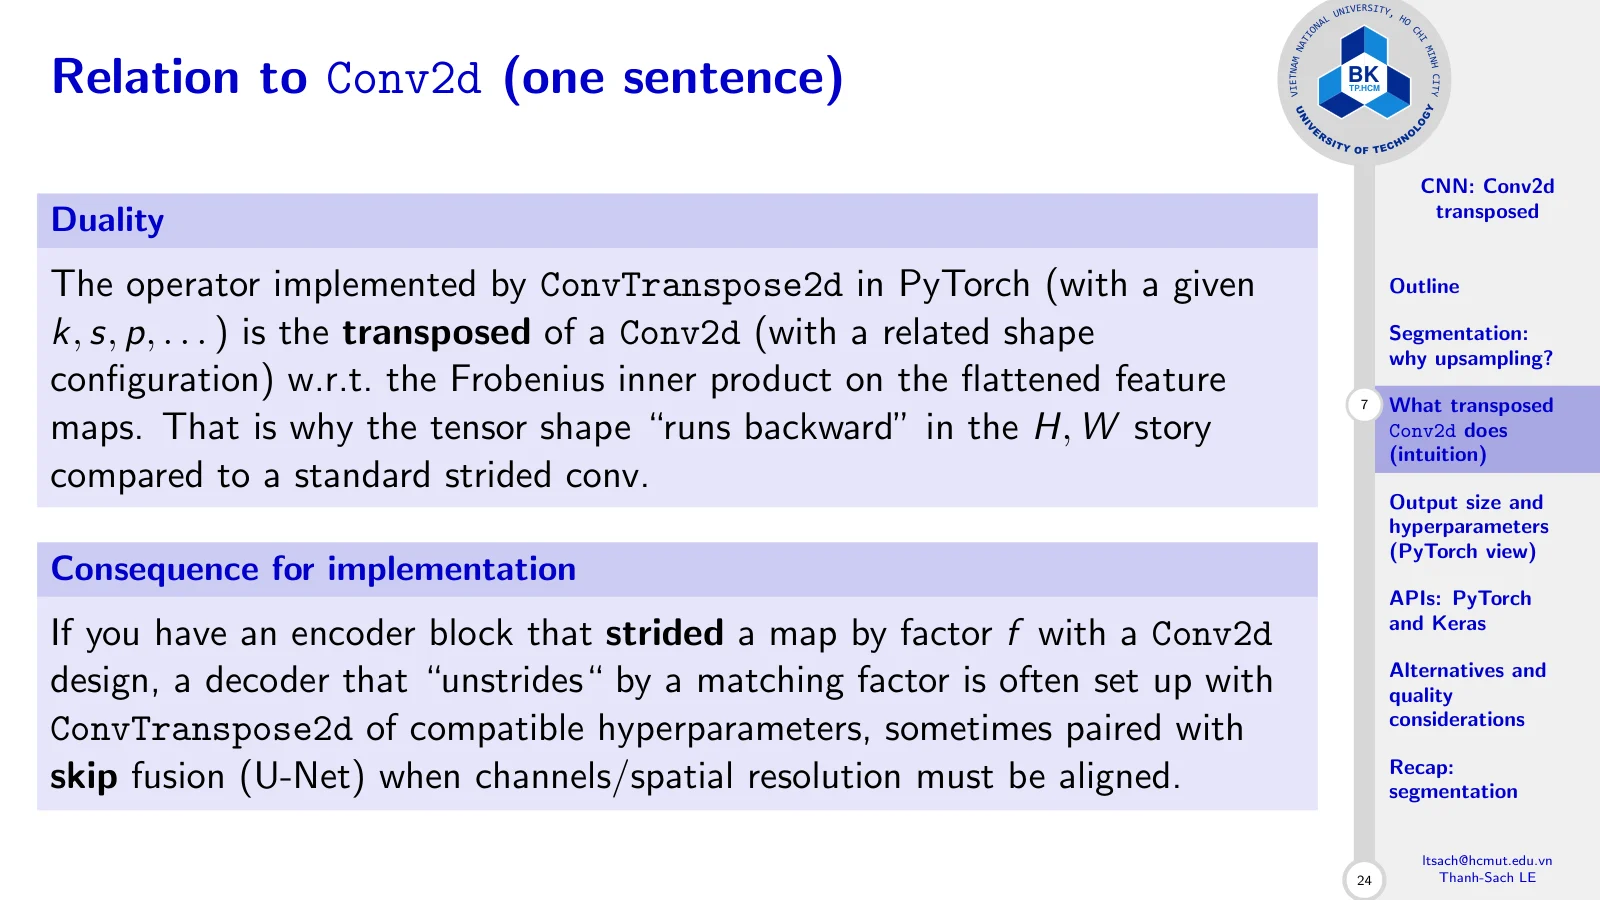 Relation to Conv2d (one sentence)
Duality
The operator implemented by ConvTranspose2d in PyTorch (with a given
k, s, p, . . . ) is the transposed of a Conv2d (with a related shape
configuration) w.r.t. the Frobenius inner product on the flattened feature
maps. That is why the tensor shape “runs backward” in the H, W story
compared to a standard strided conv.
Consequence for implementation
If you have an encoder block that strided a map by factor f with a Conv2d
design, a decoder that “unstrides“ by a matching factor is often set up with
ConvTranspose2d of compatible hyperparameters, sometimes paired with
skip fusion (U-Net) when channels/spatial resolution must be aligned.
VIETNAM NATIONAL UNIVERSITY, HO CHI MINH CITY
BK
TP.HCM
UNIVERSITY OF TECHNOLOGY
CNN: Conv2d
transposed
Outline
Segmentation:
why upsampling?
7
What transposed
Conv2d does
(intuition)
Output size and
hyperparameters
(PyTorch view)
APIs: PyTorch
and Keras
Alternatives and
quality
considerations
Recap:
segmentation
ltsach@hcmut.edu.vn
Thanh-Sach LE
24